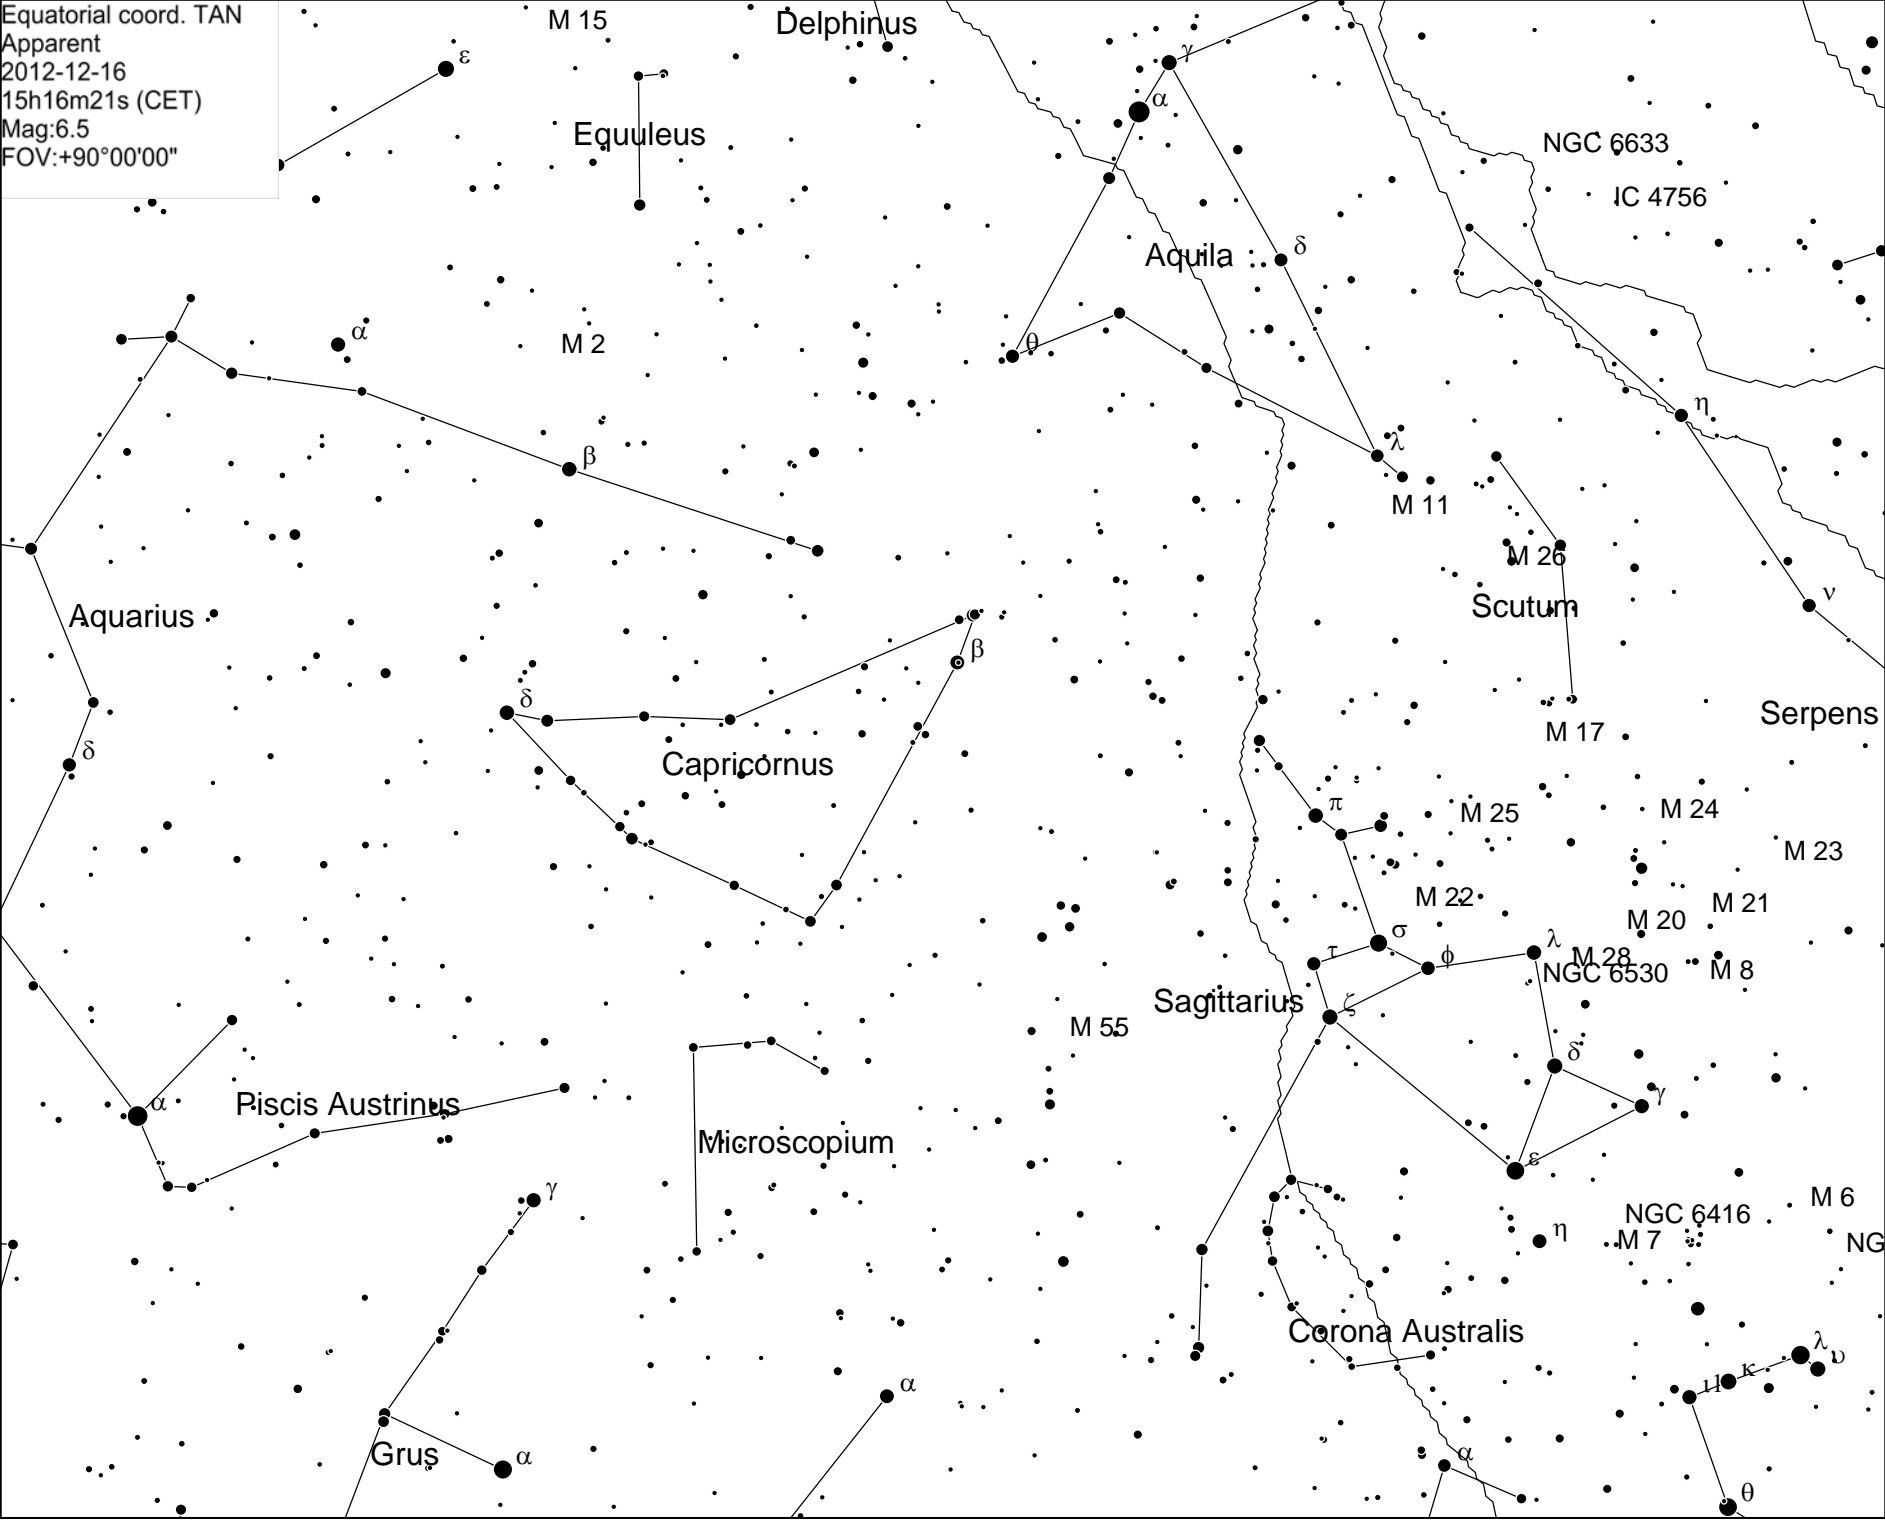 Equatorial coord. TAN
Apparent
2012-12-16
15h16m21s (CET)
Mag:6.5
FOV:+90°00'00"
M 15
Delphinus
ε
γ
α
Equuleus
NGC 6633
IC 4756
Aquila
δ
α
M 2
θ
η
β
λ
M 11
M 26
Scutum
ν
Aquarius
β
δ
Serpens
M 17
δ
Capricornus
π
M 25
M 24
M 23
M 22
M 21
M 20
σ
τ
φ
λ
M 28
NGC 6530
M 8
Sagittarius
ζ
M 55
δ
γ
α
Piscis Austrinus
Microscopium
ε
γ
M 6
NGC 6416
η
M 7
NG
Corona Australis
λ
υ
κ
ι1
α
Grus
α
α
θ